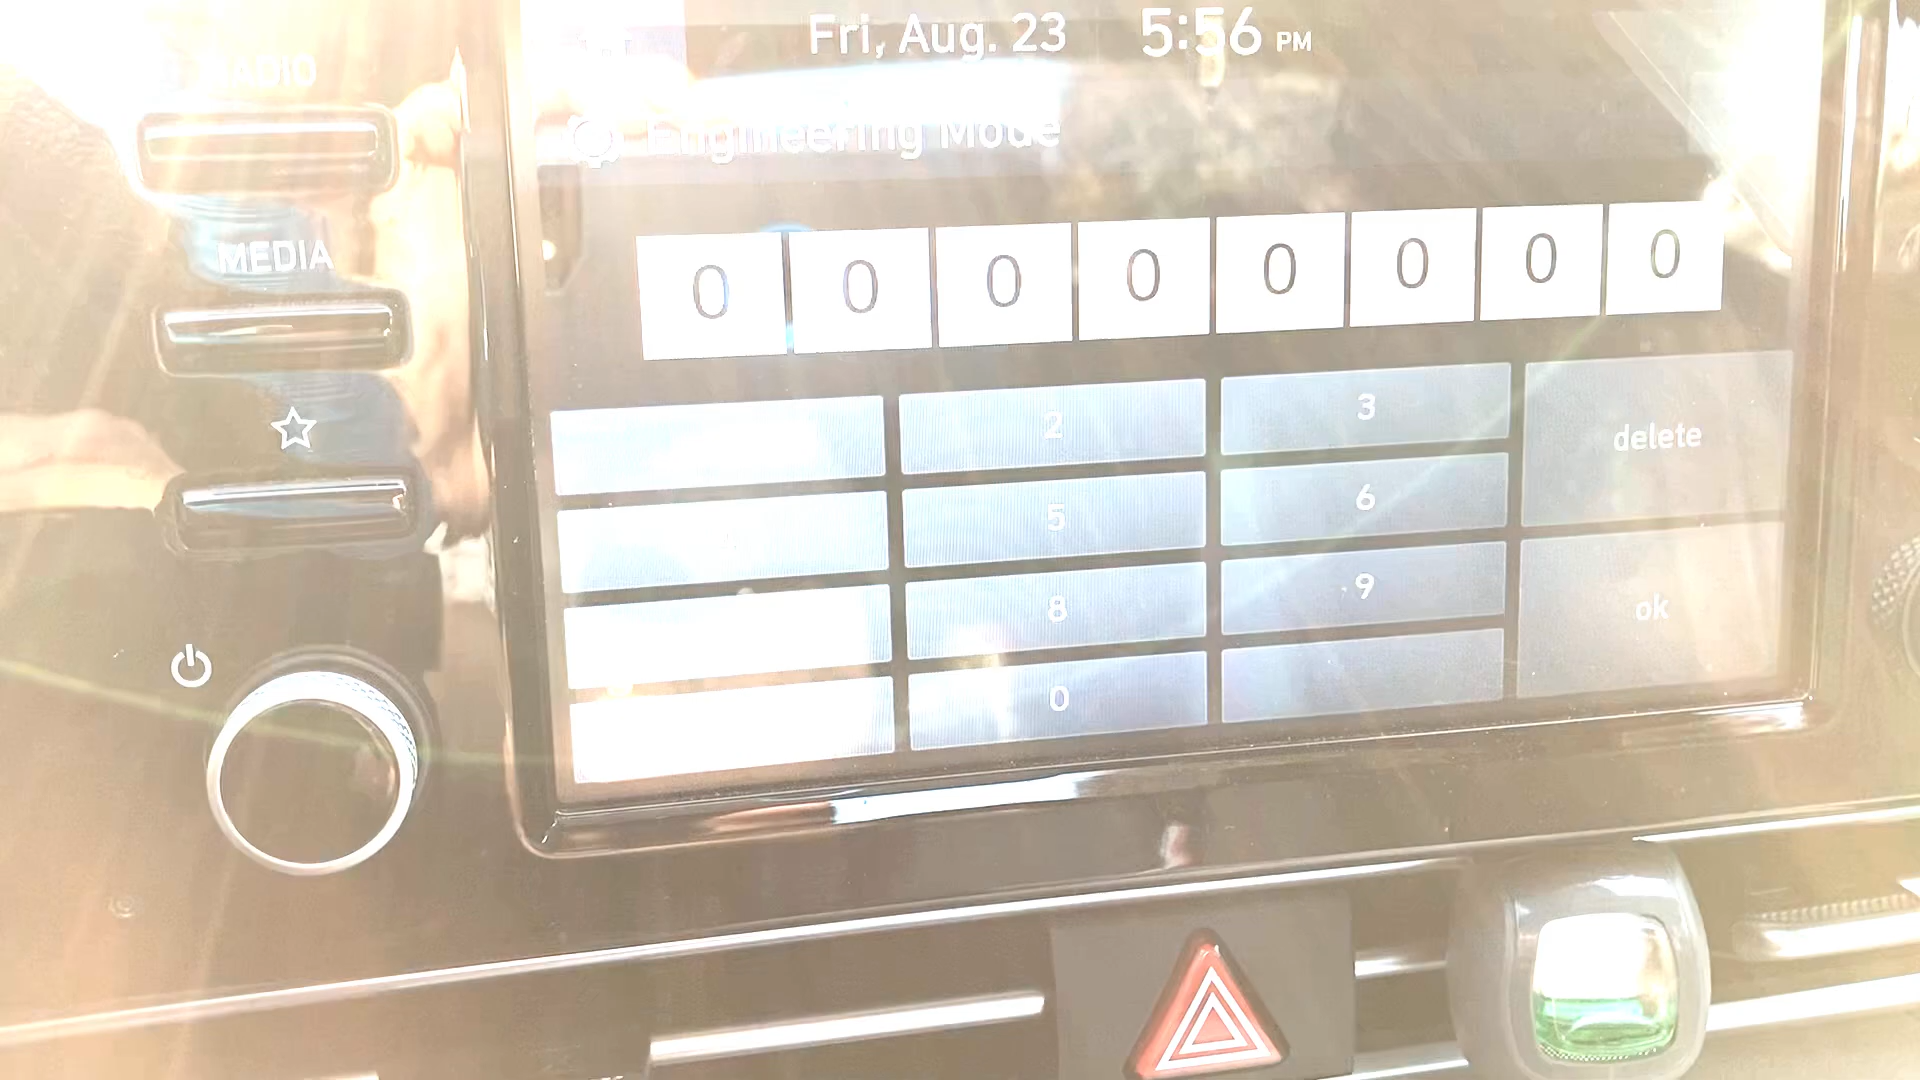 Fri, Aug. 23 5:56 PM
RADIO
Engineering Mode
MEDIA
0 0 0 0 0 0 0 0
2 3 delete
5 6
8 9 ok
0